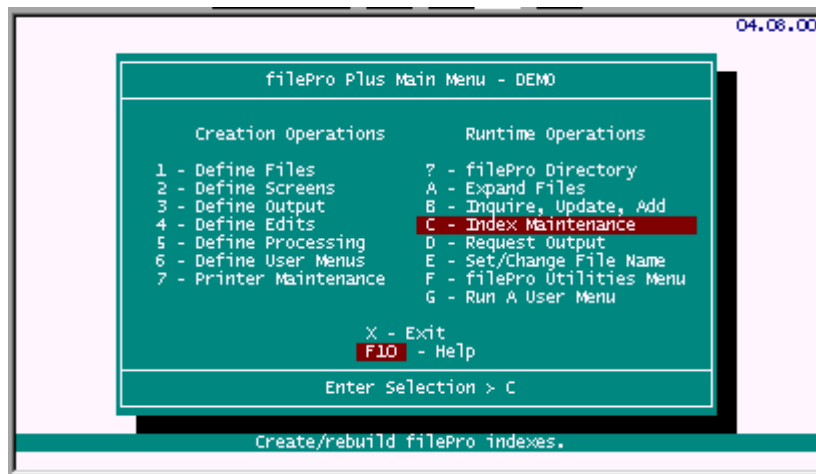 04.08.00
filePro Plus Main Menu - DEMO
Creation Operations Runtime Operations
1 - Define Files ? - filePro Directory
2 - Define Screens A - Expand Files
3 - Define Output B - Inquire, Update, Add
4 - Define Edits C - Index Maintenance
5 - Define Processing D - Request Output
6 - Define User Menus E - Set/Change File Name
7 - Printer Maintenance F - filePro Utilities Menu
G - Run A User Menu
X - Exit
F10 - Help
Enter Selection > C
Create/rebuild filePro indexes.